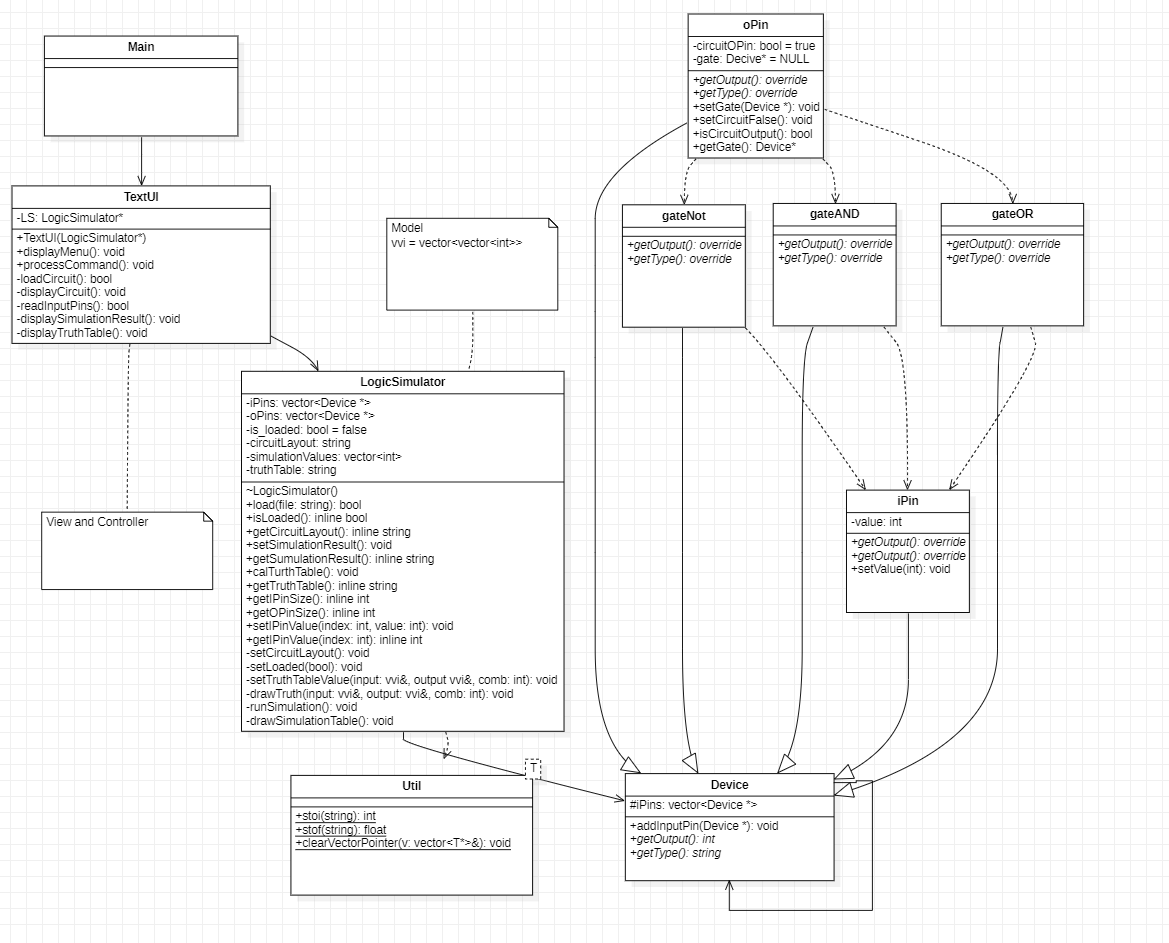 Main
TextUI
-LS: LogicSimulator*
+TextUI(LogicSimulator*)
+displayMenu(): void
+processCommand(): void
-loadCircuit(): bool
-displayCircuit(): void
-readInputPins(): bool
-displaySimulationResult(): void
-displayTruthTable(): void
View and Controller
Model
vvi = vector<vector<int>>
LogicSimulator
-iPins: vector<Device *>
-oPins: vector<Device *>
-is_loaded: bool = false
-circuitLayout: string
-simulationValues: vector<int>
-truthTable: string
~LogicSimulator()
+load(file: string): bool
+isLoaded(): inline bool
+getCircuitLayout(): inline string
+setSimulationResult(): void
+getSumulationResult(): inline string
+calTurthTable(): void
+getTruthTable(): inline string
+getIPinSize(): inline int
+getOPinSize(): inline int
+setIPinValue(index: int, value: int): void
+getIPinValue(index: int): inline int
-setCircuitLayout(): void
-setLoaded(bool): void
-setTruthTableValue(input: vvi&, output vvi&, comb: int): void
-drawTruth(input: vvi&, output: vvi&, comb: int): void
-runSimulation(): void
-drawSimulationTable(): void
T
Util
+stoi(string): int
+stof(string): float
+clearVectorPointer(v: vector<T*>&): void
oPin
-circuitOPin: bool = true
-gate: Decive* = NULL
+getOutput(): override
+getType(): override
+setGate(Device *): void
+setCircuitFalse(): void
+isCircuitOutput(): bool
+getGate(): Device*
gateNot
+getOutput(): override
+getType(): override
gateAND
+getOutput(): override
+getType(): override
gateOR
+getOutput(): override
+getType(): override
iPin
-value: int
+getOutput(): override
+getOutput(): override
+setValue(int): void
Device
#iPins: vector<Device *>
+addInputPin(Device *): void
+getOutput(): int
+getType(): string